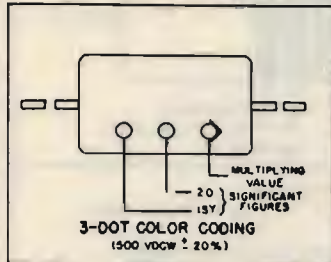 MULTIPLYING
VALUE
2D
SIGNIFICANT
1ST
FIGURES
3-DOT COLOR CODING
(500 VDCW ± 20%)